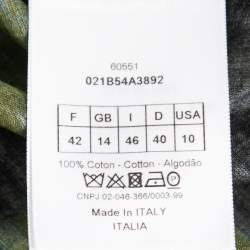 60551
021B54A3892
F GB I D USA
42 14 46 40 10
100% Coton - Cotton - Algodão
CNPJ 02-046-366/0003-99
Made In ITALY
ITALIA